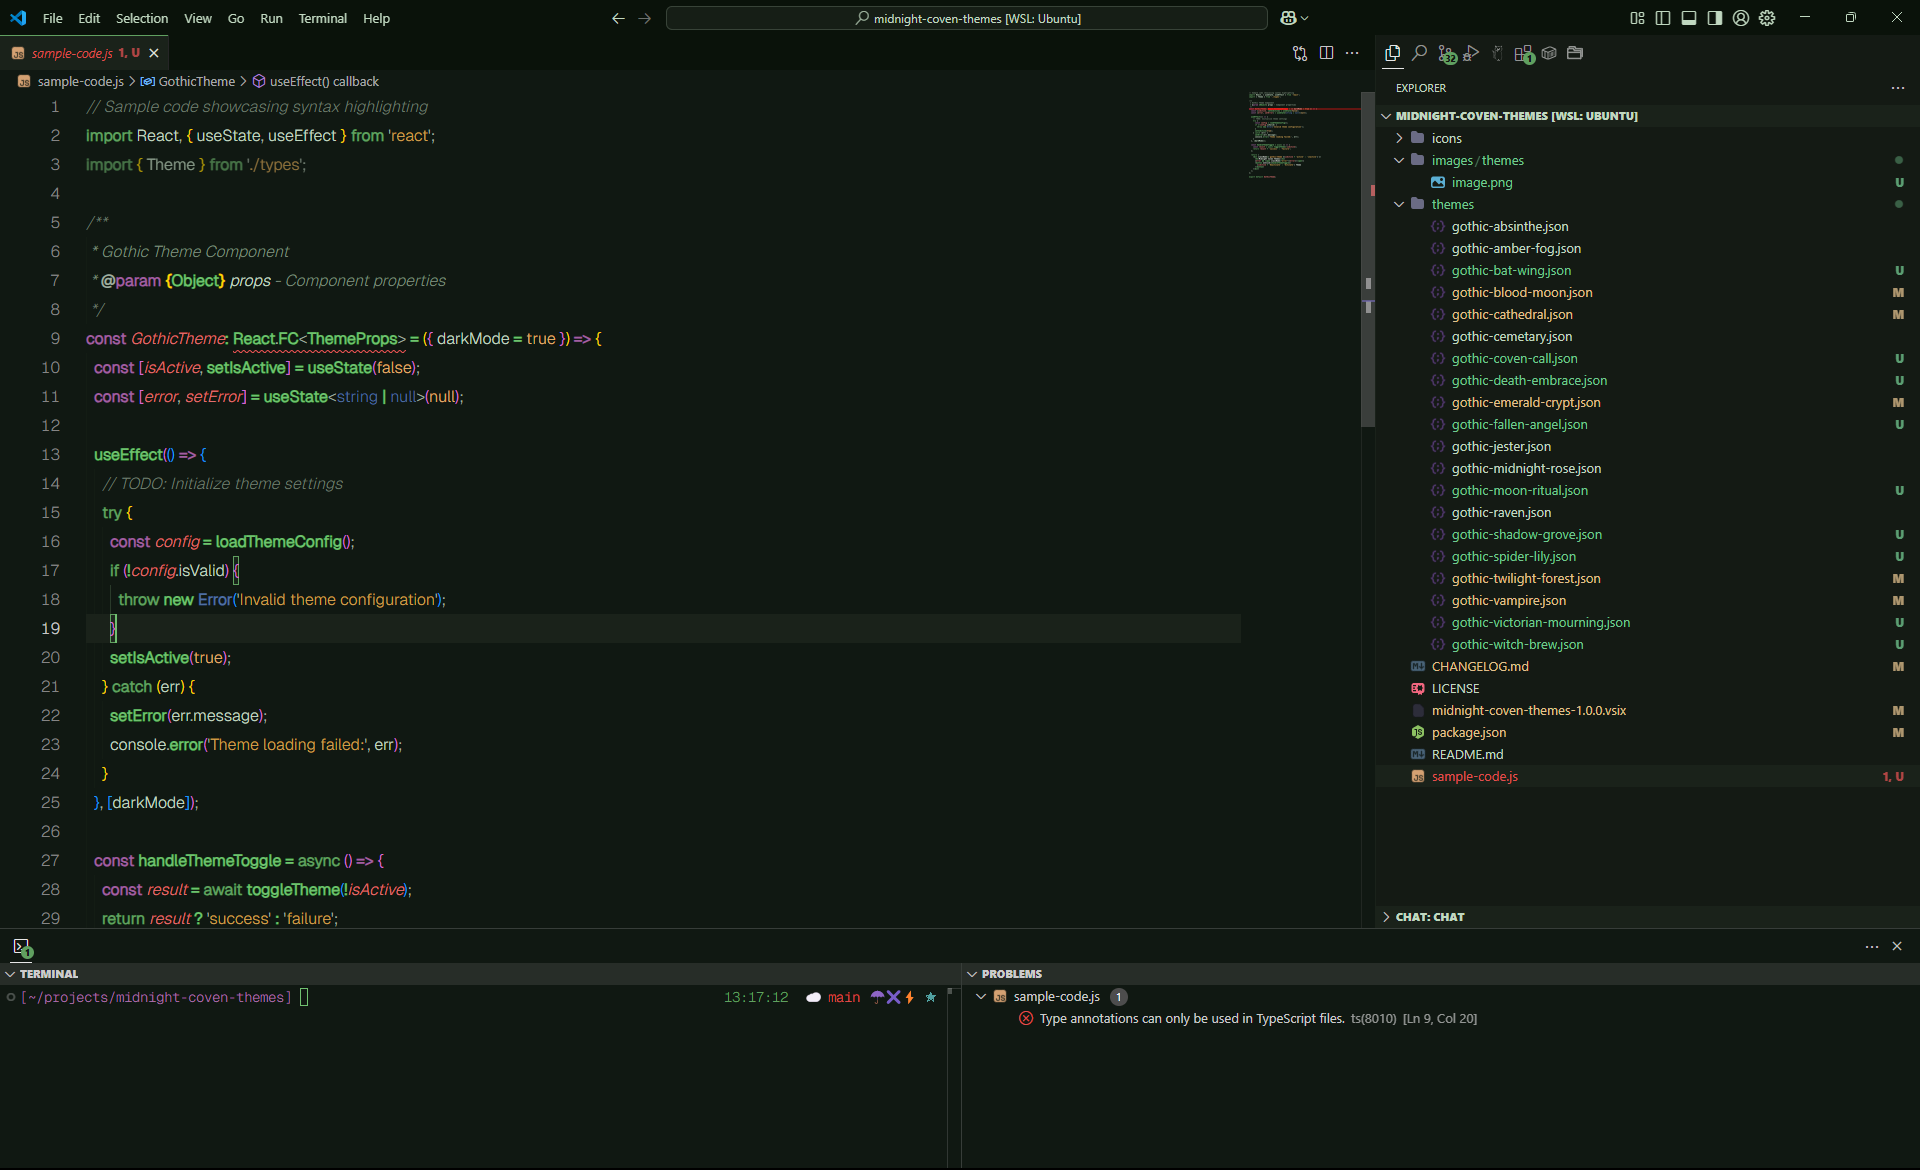 File Edit Selection View Go Run Terminal Help
midnight-coven-themes [WSL: Ubuntu]
sample-code.js 1, U
sample-code.js > GothicTheme > useEffect() callback
1 // Sample code showcasing syntax highlighting
2 import React, { useState, useEffect } from 'react';
3 import { Theme } from './types';
4
5 /**
6 * Gothic Theme Component
7 * @param {Object} props - Component properties
8 */
9 const GothicTheme: React.FC<ThemeProps> = ({ darkMode = true }) => {
10 const [isActive, setIsActive] = useState(false);
11 const [error, setError] = useState<string | null>(null);
12
13 useEffect(() => {
14 // TODO: Initialize theme settings
15 try {
16 const config = loadThemeConfig();
17 if (!config.isValid) {
18 throw new Error('Invalid theme configuration');
19 }
20 setIsActive(true);
21 } catch (err) {
22 setError(err.message);
23 console.error('Theme loading failed:', err);
24 }
25 }, [darkMode]);
26
27 const handleThemeToggle = async () => {
28 const result = await toggleTheme(!isActive);
29 return result ? 'success' : 'failure';
32
1
EXPLORER
MIDNIGHT-COVEN-THEMES [WSL: UBUNTU]
icons
images/themes
image.png U
themes
gothic-absinthe.json
gothic-amber-fog.json
gothic-bat-wing.json U
gothic-blood-moon.json M
gothic-cathedral.json M
gothic-cemetary.json
gothic-coven-call.json U
gothic-death-embrace.json U
gothic-emerald-crypt.json M
gothic-fallen-angel.json U
gothic-jester.json
gothic-midnight-rose.json
gothic-moon-ritual.json U
gothic-raven.json
gothic-shadow-grove.json U
gothic-spider-lily.json U
gothic-twilight-forest.json M
gothic-vampire.json M
gothic-victorian-mourning.json U
gothic-witch-brew.json U
CHANGELOG.md M
LICENSE
midnight-coven-themes-1.0.0.vsix M
package.json M
README.md
sample-code.js 1, U
CHAT: CHAT
1
TERMINAL
[~/projects/midnight-coven-themes] 13:17:12 main
PROBLEMS
sample-code.js 1
Type annotations can only be used in TypeScript files. ts(8010) [Ln 9, Col 20]